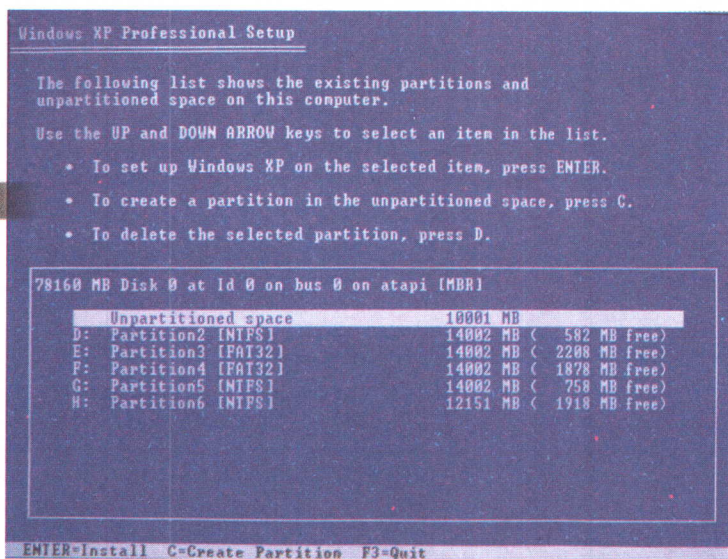 Windows XP Professional Setup
The following list shows the existing partitions and
unpartitioned space on this computer.
Use the UP and DOWN ARROW keys to select an item in the list.
• To set up Windows XP on the selected item, press ENTER.
• To create a partition in the unpartitioned space, press C.
• To delete the selected partition, press D.
78160 MB Disk 0 at Id 0 on bus 0 on atapi [MBR]
Unpartitioned space 10001 MB
D: Partition2 [NTFS] 14002 MB ( 582 MB free)
E: Partition3 [FAT32] 14002 MB ( 2208 MB free)
F: Partition4 [FAT32] 14002 MB ( 1878 MB free)
G: Partition5 [NTFS] 14002 MB ( 758 MB free)
H: Partition6 [NTFS] 12151 MB ( 1918 MB free)
ENTER=Install C=Create Partition F3=Quit